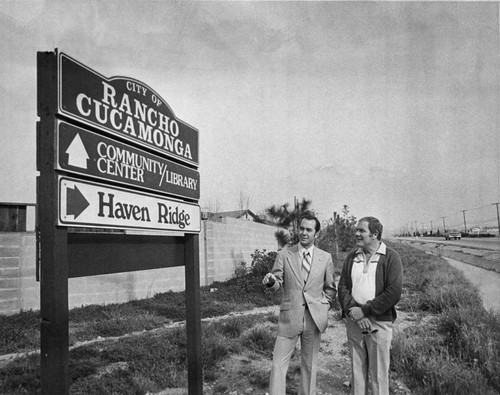 CITY OF
RANCHO
CUCAMONGA
COMMUNITY/LIBRARY
CENTER
Haven Ridge